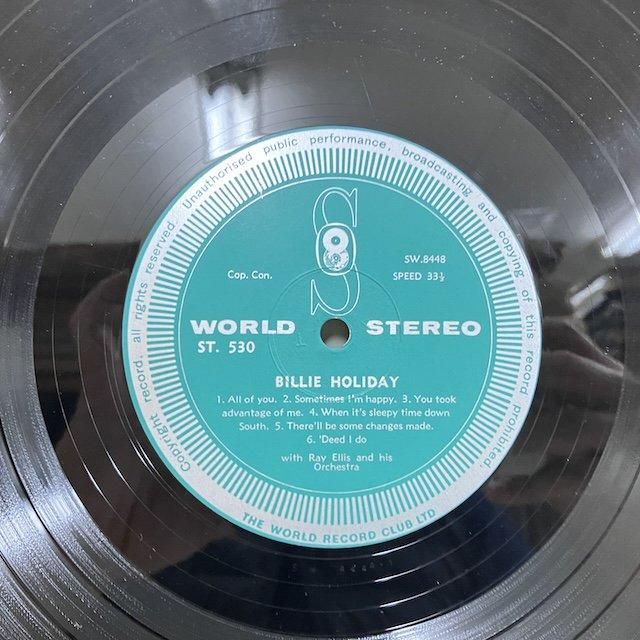 Copyright record. all rights reserved. Unauthorised public performance, broadcasting and copying of this record prohibited.
S
8
SW.8448
Cop. Con.
SPEED 33⅓
WORLD STEREO
ST. 530
BILLIE HOLIDAY
1. All of you. 2. Sometimes I'm happy. 3. You took
advantage of me. 4. When it's sleepy time down
South. 5. There'll be some changes made.
6. 'Deed I do
with Ray Ellis and his
Orchestra
THE WORLD RECORD CLUB LTD